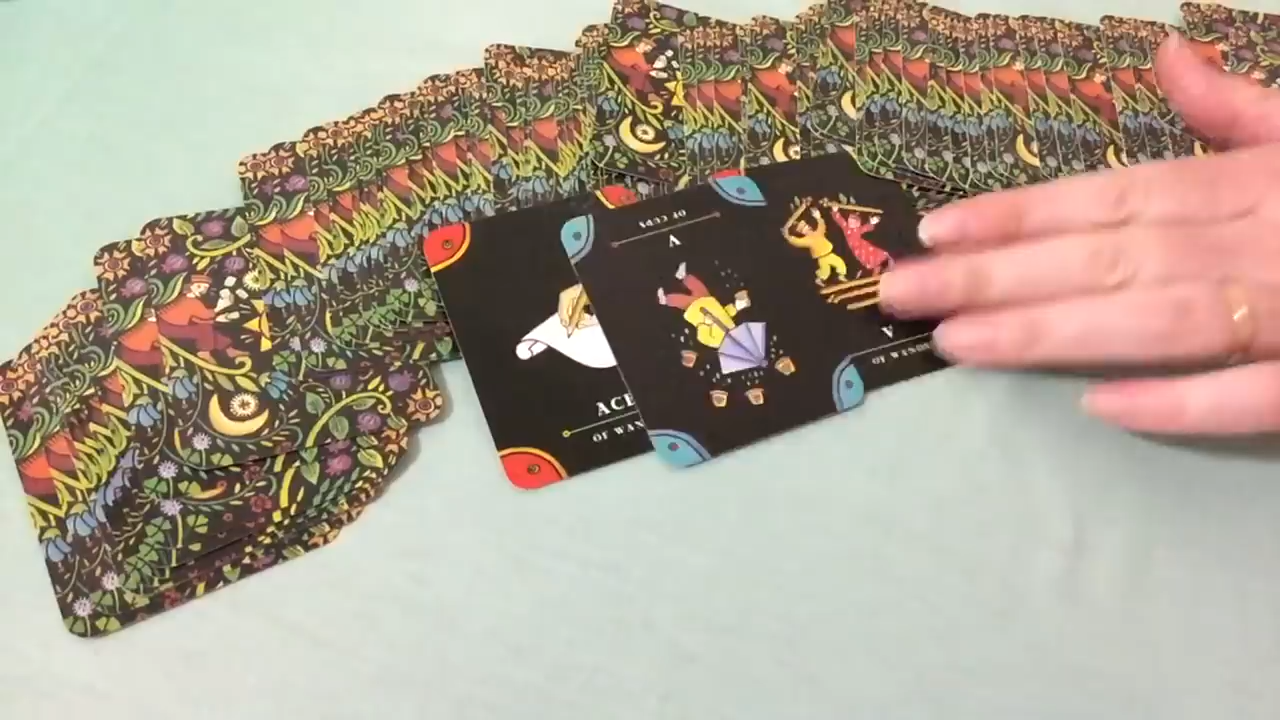 OF CUPS
V
V
OF WANDS
ACE
OF WAN